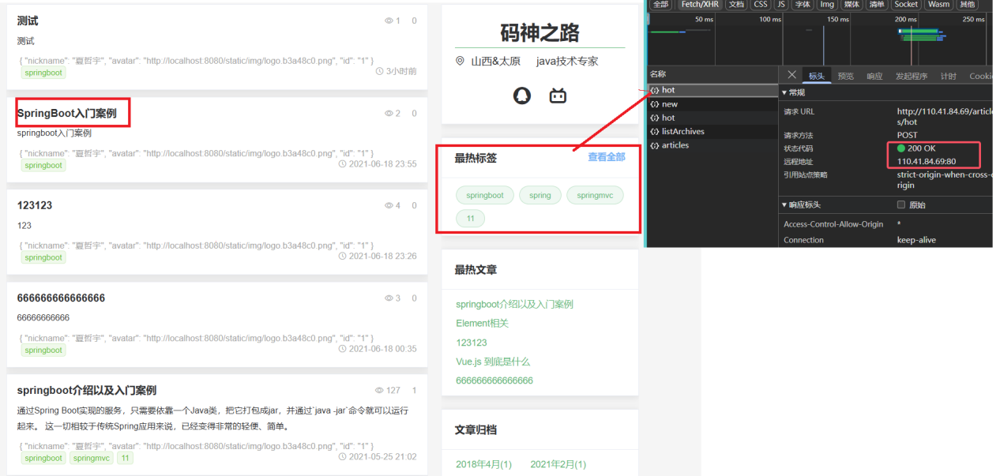 测试
1 0
测试
{ "nickname": "夏哲宇", "avatar": "http://localhost:8080/static/img/logo.b3a48c0.png", "id": "1" }
springboot
3小时前
SpringBoot入门案例
2 0
springboot入门案例
{ "nickname": "夏哲宇", "avatar": "http://localhost:8080/static/img/logo.b3a48c0.png", "id": "1" }
springboot
2021-06-18 23:55
123123
4 0
123
{ "nickname": "夏哲宇", "avatar": "http://localhost:8080/static/img/logo.b3a48c0.png", "id": "1" }
springboot
2021-06-18 23:26
666666666666666
3 0
66666666666
{ "nickname": "夏哲宇", "avatar": "http://localhost:8080/static/img/logo.b3a48c0.png", "id": "1" }
springboot
2021-06-18 00:35
springboot介绍以及入门案例
127 1
通过Spring Boot实现的服务，只需要依靠一个Java类，把它打包成jar，并通过`java -jar`命令就可以运行
起来。 这一切相较于传统Spring应用来说，已经变得非常的轻便、简单。
{ "nickname": "夏哲宇", "avatar": "http://localhost:8080/static/img/logo.b3a48c0.png", "id": "1" }
springboot springmvc 11
2021-05-25 21:02
码神之路
山西&太原 java技术专家
最热标签 查看全部
springboot spring springmvc
11
最热文章
springboot介绍以及入门案例
Element相关
123123
Vue.js 到底是什么
666666666666666
文章归档
2018年4月(1) 2021年2月(1)
全部 Fetch/XHR 文档 CSS JS 字体 Img 媒体 清单 Socket Wasm 其他
50 ms 100 ms 150 ms 200 ms 250 ms
名称
hot
new
hot
listArchives
articles
标头 预览 响应 发起程序 计时 Cooki
常规
请求 URL http://110.41.84.69/article
s/hot
请求方法 POST
状态代码 200 OK
远程地址 110.41.84.69:80
引用站点策略 strict-origin-when-cross-o
rigin
响应标头 原始
Access-Control-Allow-Origin *
Connection keep-alive